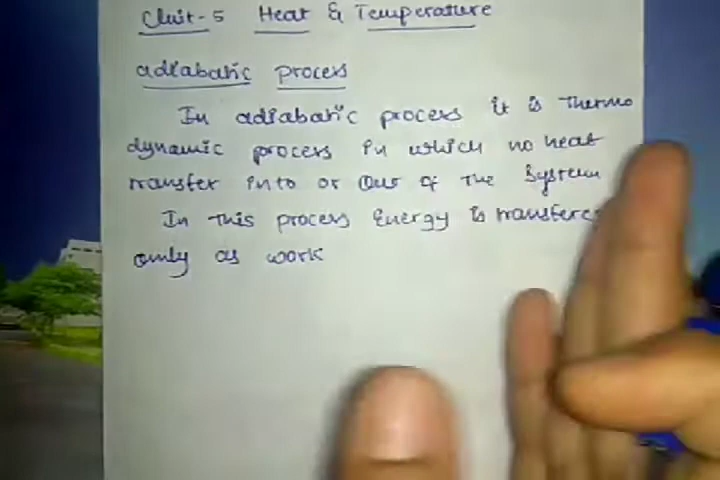 Unit-5 Heat & Temperature
adiabatic process
In adiabatic process it is Thermo
dynamic process in which no heat
transfer into or Out of The System
In This process Energy is transfered
only as work